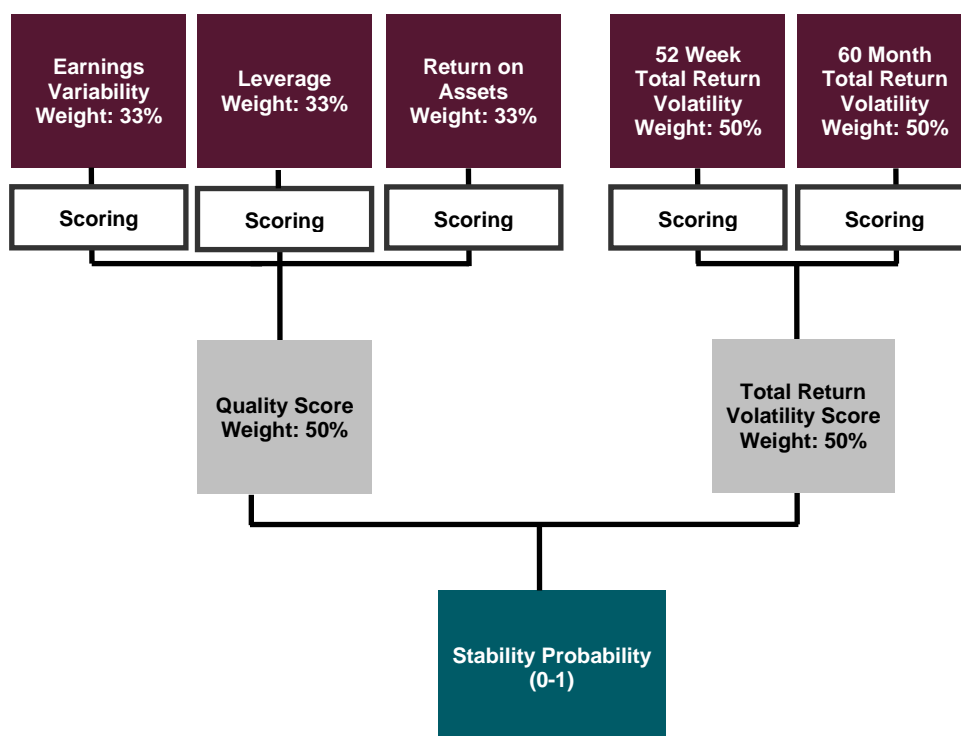 Earnings
Variability
Weight: 33%
Leverage
Weight: 33%
Return on
Assets
Weight: 33%
52 Week
Total Return
Volatility
Weight: 50%
60 Month
Total Return
Volatility
Weight: 50%
Scoring
Scoring
Scoring
Scoring
Scoring
Quality Score
Weight: 50%
Total Return
Volatility Score
Weight: 50%
Stability Probability
(0-1)